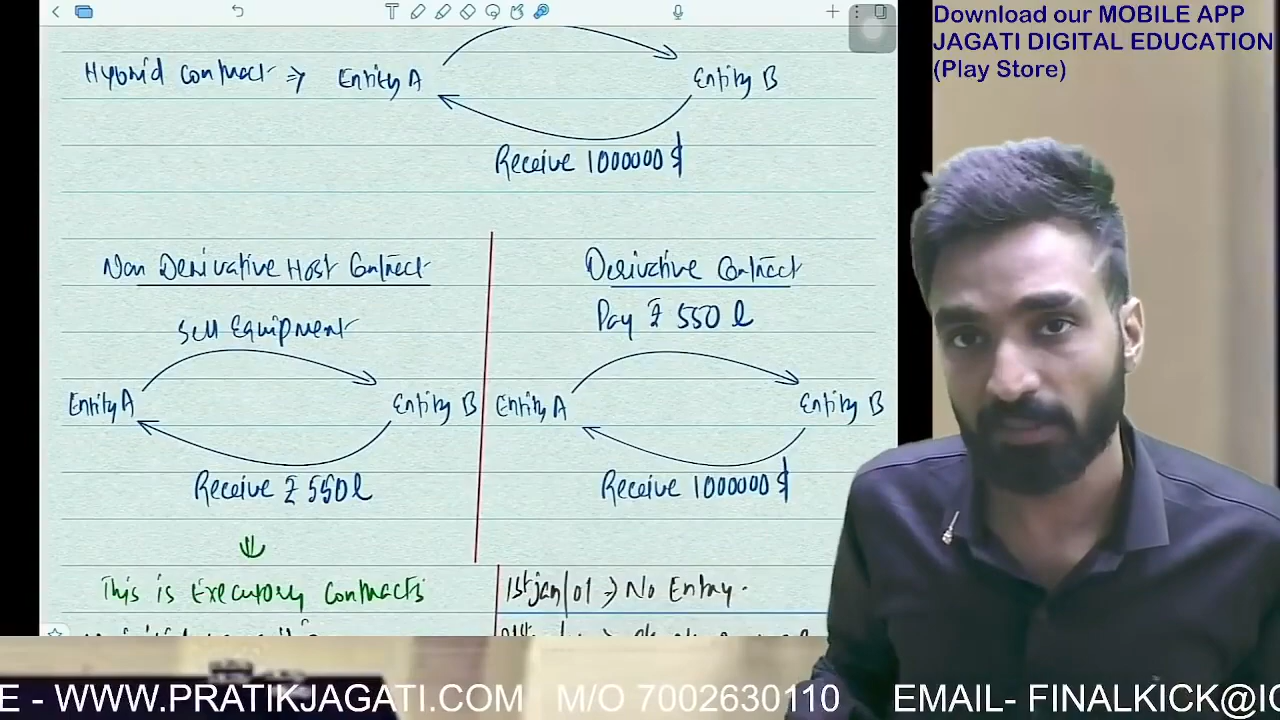 Download our MOBILE APP
JAGATI DIGITAL EDUCATION
(Play Store)
Hybrid Contract ⇒ Entity A Entity B
Receive 1000000 $
Non Derivative Host Contract
Sell Equipment
Entity A Entity B
Receive ₹ 550 l
⇓
This is Executory Contracts
Derivative Contract
Pay ₹ 550 l
Entity A Entity B
Receive 1000000 $
1st Jan/01 ⇒ No Entry.
E - WWW.PRATIKJAGATI.COM M/O 7002630110 EMAIL- FINALKICK@IC